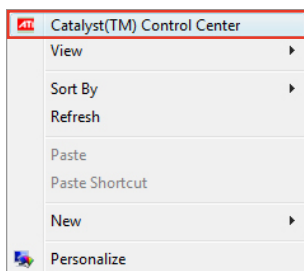 ATI Catalyst(TM) Control Center
View
Sort By
Refresh
Paste
Paste Shortcut
New
Personalize